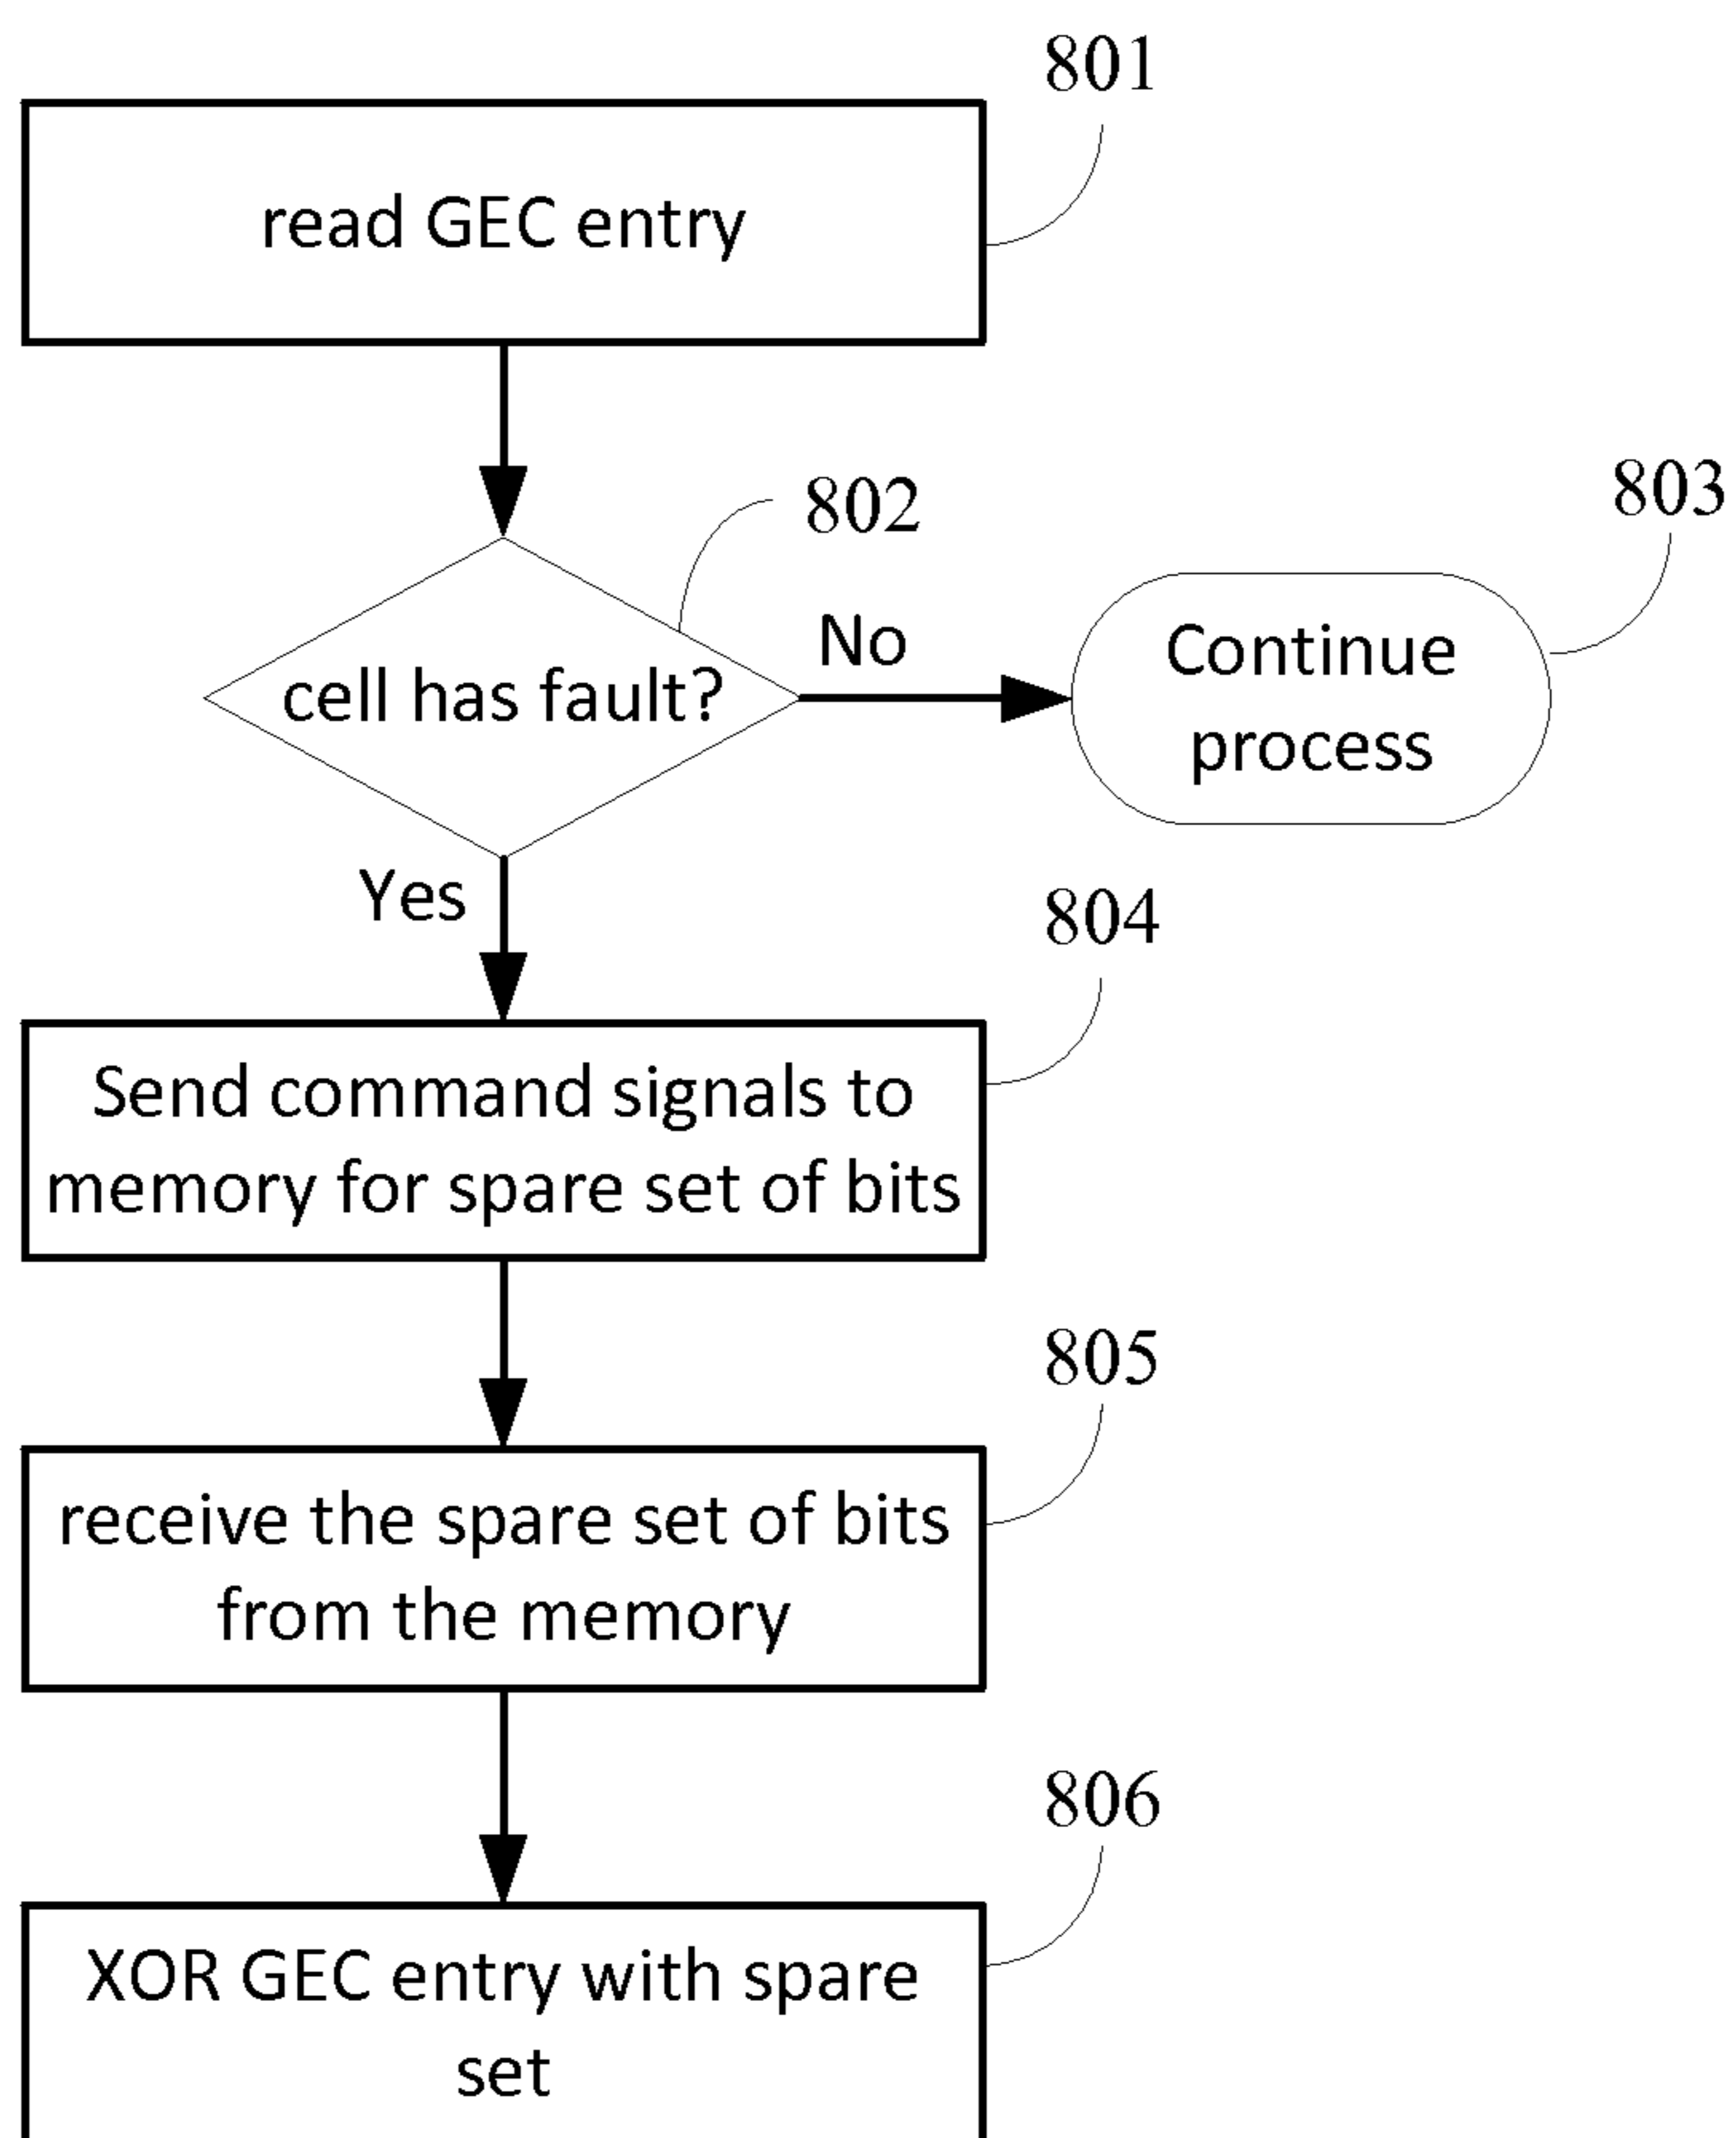 801
read GEC entry
802
803
cell has fault?
No
Continue
process
Yes
804
Send command signals to
memory for spare set of bits
805
receive the spare set of bits
from the memory
806
XOR GEC entry with spare
set